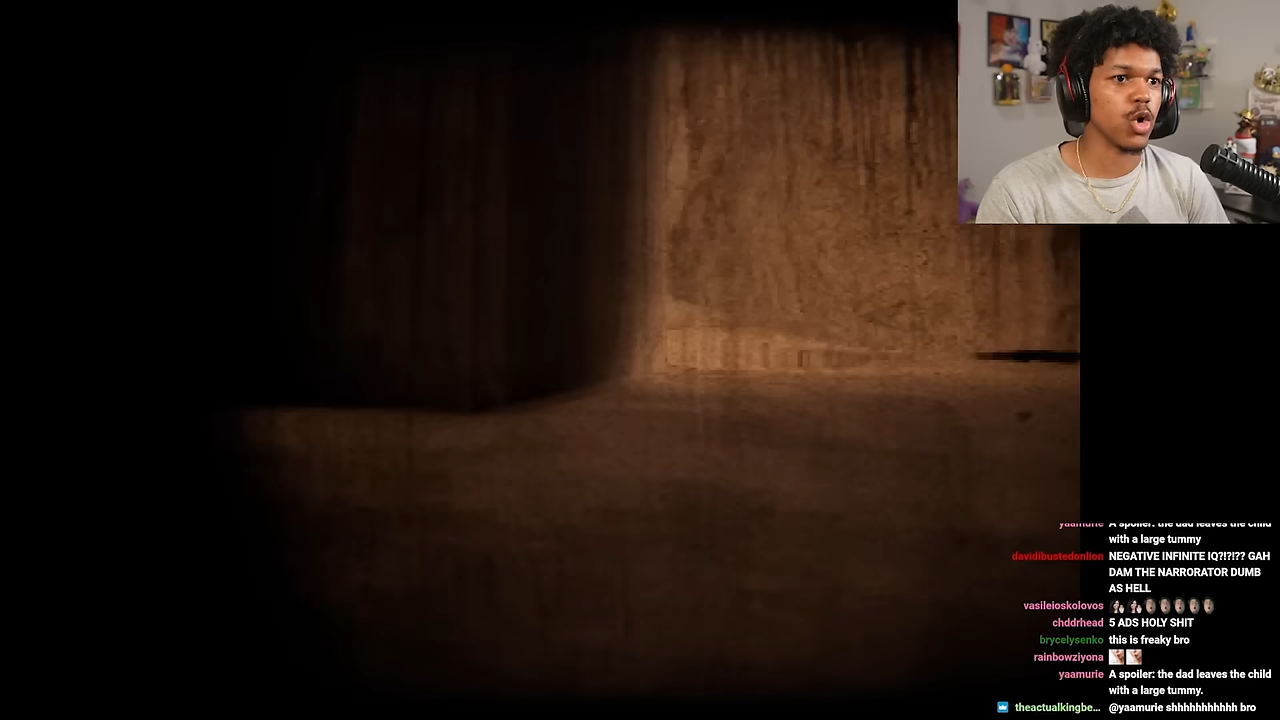 yaamurie A spoiler: the dad leaves the child
with a large tummy
davidibustedonlion NEGATIVE INFINITE IQ?!?!?? GAH
DAM THE NARRORATOR DUMB
AS HELL
vasileioskolovos
chddrhead 5 ADS HOLY SHIT
brycelysenko this is freaky bro
rainbowziyona
yaamurie A spoiler: the dad leaves the child
with a large tummy.
theactualkingbe... @yaamurie shhhhhhhhhhh bro